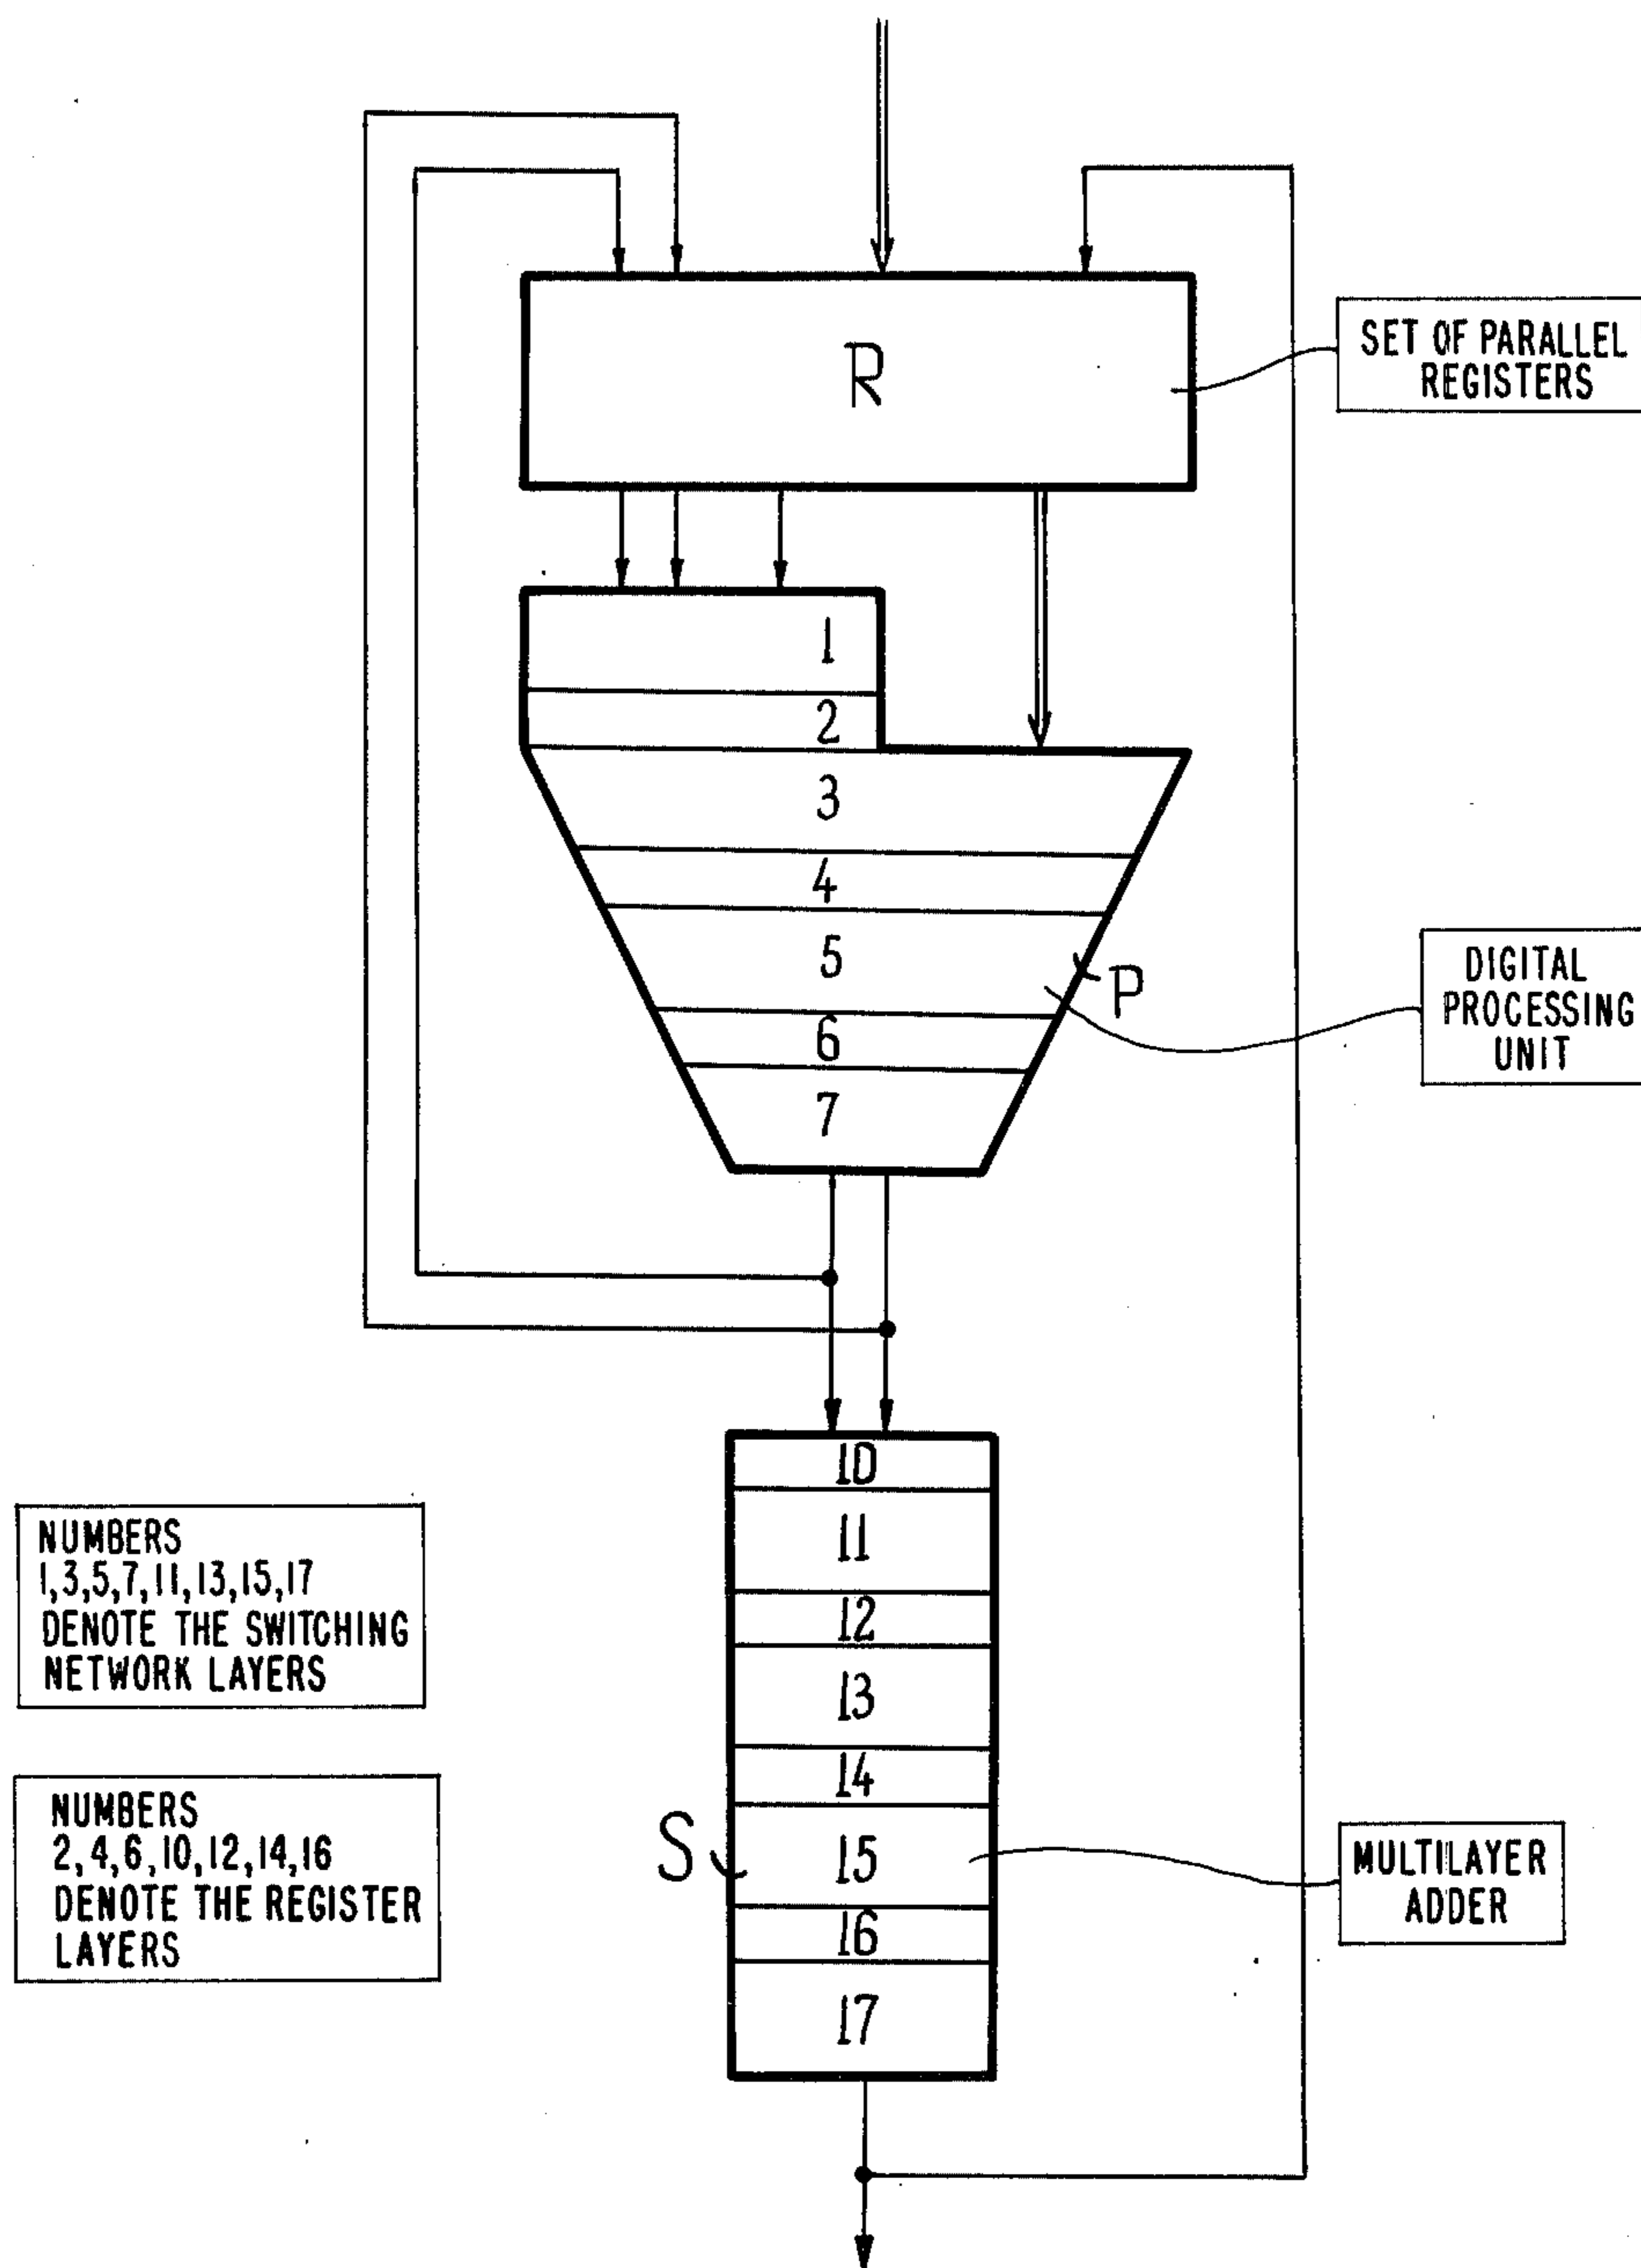 R
SET OF PARALLEL
REGISTERS
1
2
3
4
5
P
DIGITAL
PROCESSING
UNIT
6
7
10
11
12
13
14
S
15
16
17
NUMBERS
1,3,5,7,11,13,15,17
DENOTE THE SWITCHING
NETWORK LAYERS
NUMBERS
2,4,6,10,12,14,16
DENOTE THE REGISTER
LAYERS
MULTILAYER
ADDER